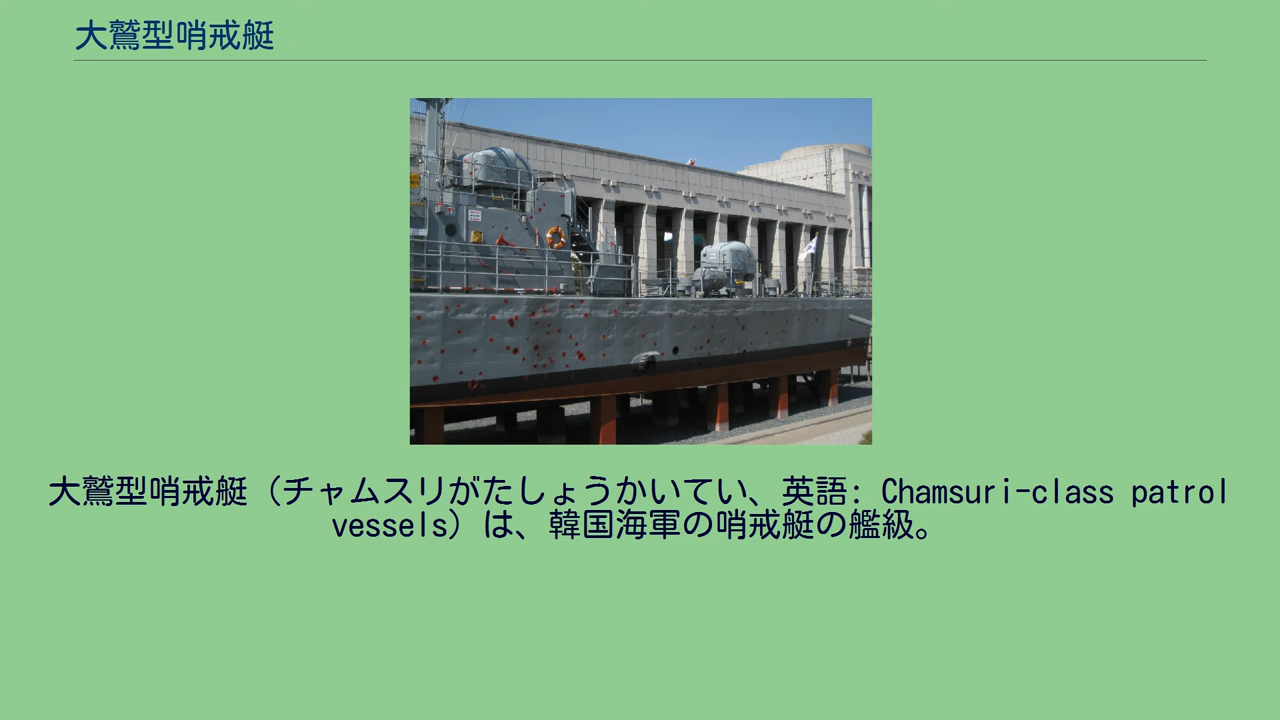 大鷲型哨戒艇
大鷲型哨戒艇（チャムスリがたしょうかいてい、英語: Chamsuri-class patrol
vessels）は、韓国海軍の哨戒艇の艦級。